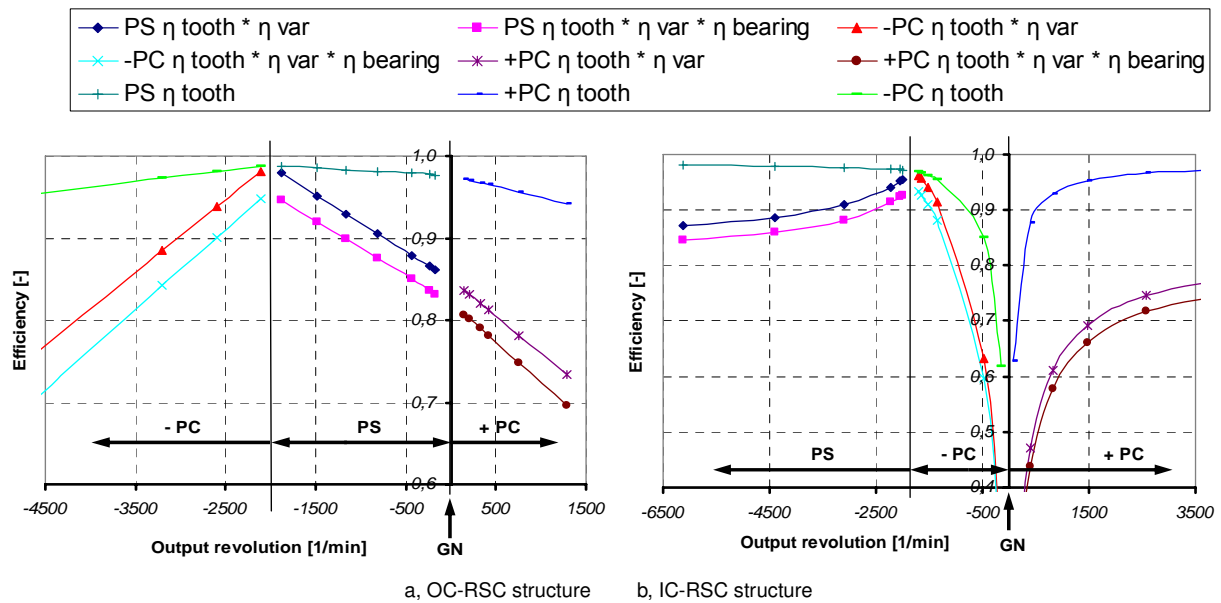 PS η tooth * η var
PS η tooth * η var * η bearing
-PC η tooth * η var
-PC η tooth * η var * η bearing
+PC η tooth * η var
+PC η tooth * η var * η bearing
PS η tooth
+PC η tooth
-PC η tooth
1,0
0,9
0,8
0,7
0,6
Efficiency [-]
- PC
PS
+ PC
-4500
-3500
-2500
-1500
-500
500
1500
Output revolution [1/min]
GN
1,0
0,9
0,8
0,7
0,6
0,5
0,4
Efficiency [-]
PS
- PC
+ PC
-6500
-4500
-2500
-500
1500
3500
Output revolution [1/min]
GN
a, OC-RSC structure
b, IC-RSC structure